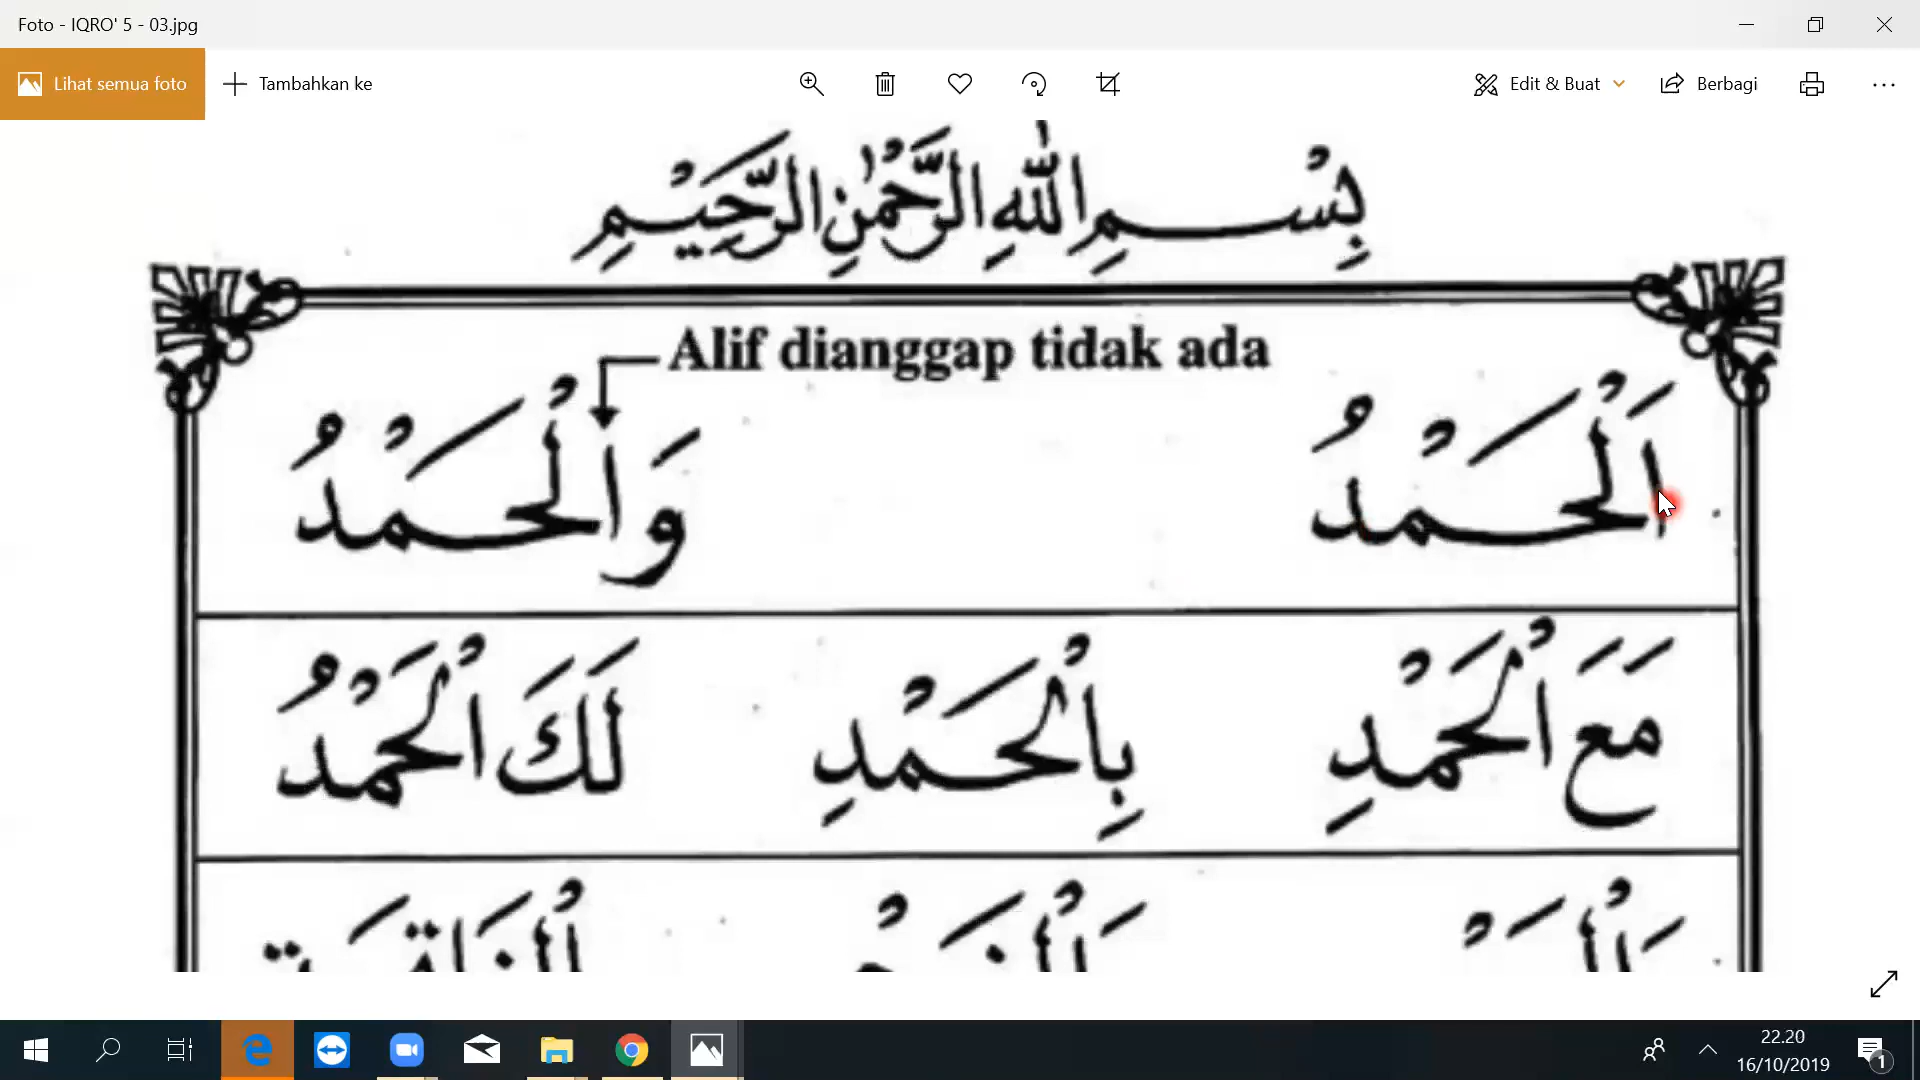 Foto - IQRO' 5 - 03.jpg
Lihat semua foto
Tambahkan ke
Edit & Buat
Berbagi
بِسْمِ اللّٰهِ الرَّحْمٰنِ الرَّحِيْمِ
Alif dianggap tidak ada
اَلْحَمْدُ وَالْحَمْدُ
مَعَ الْحَمْدِ بِالْحَمْدِ لَكَ الْحَمْدُ
22.20
16/10/2019
1